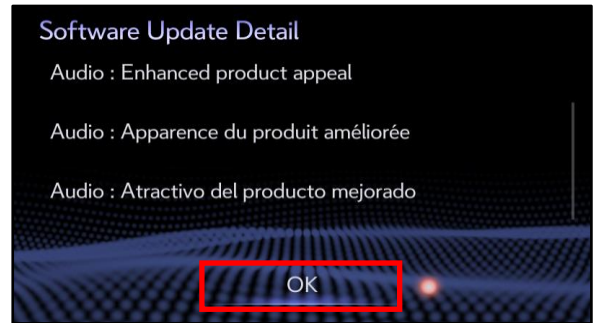 Software Update Detail
Audio : Enhanced product appeal
Audio : Apparence du produit améliorée
Audio : Atractivo del producto mejorado
OK